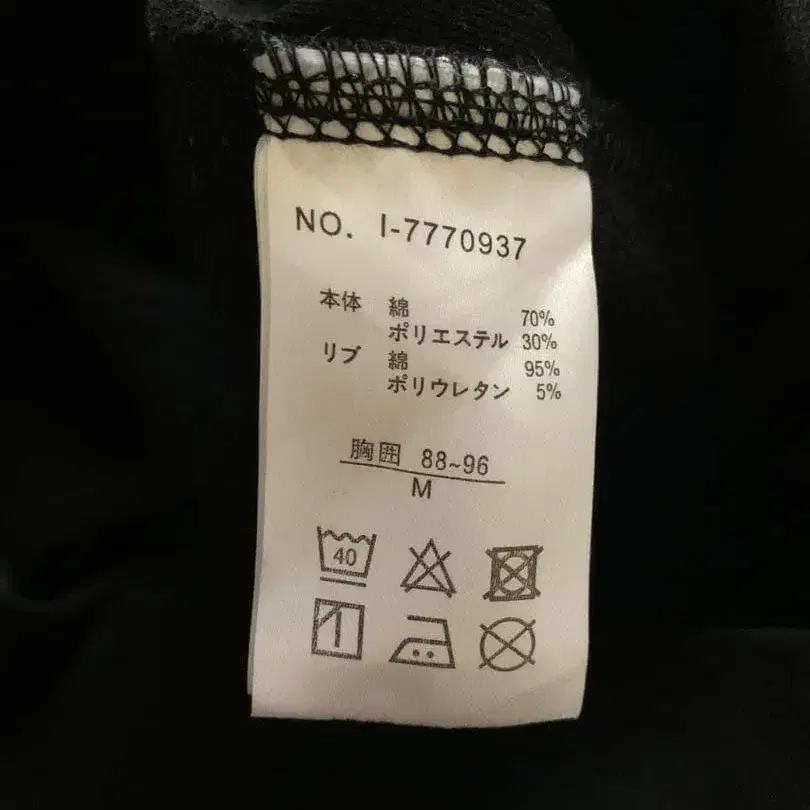 NO. I-7770937
本体 綿 70%
ポリエステル 30%
リブ 綿 95%
ポリウレタン 5%
胸囲 88~96
M
40